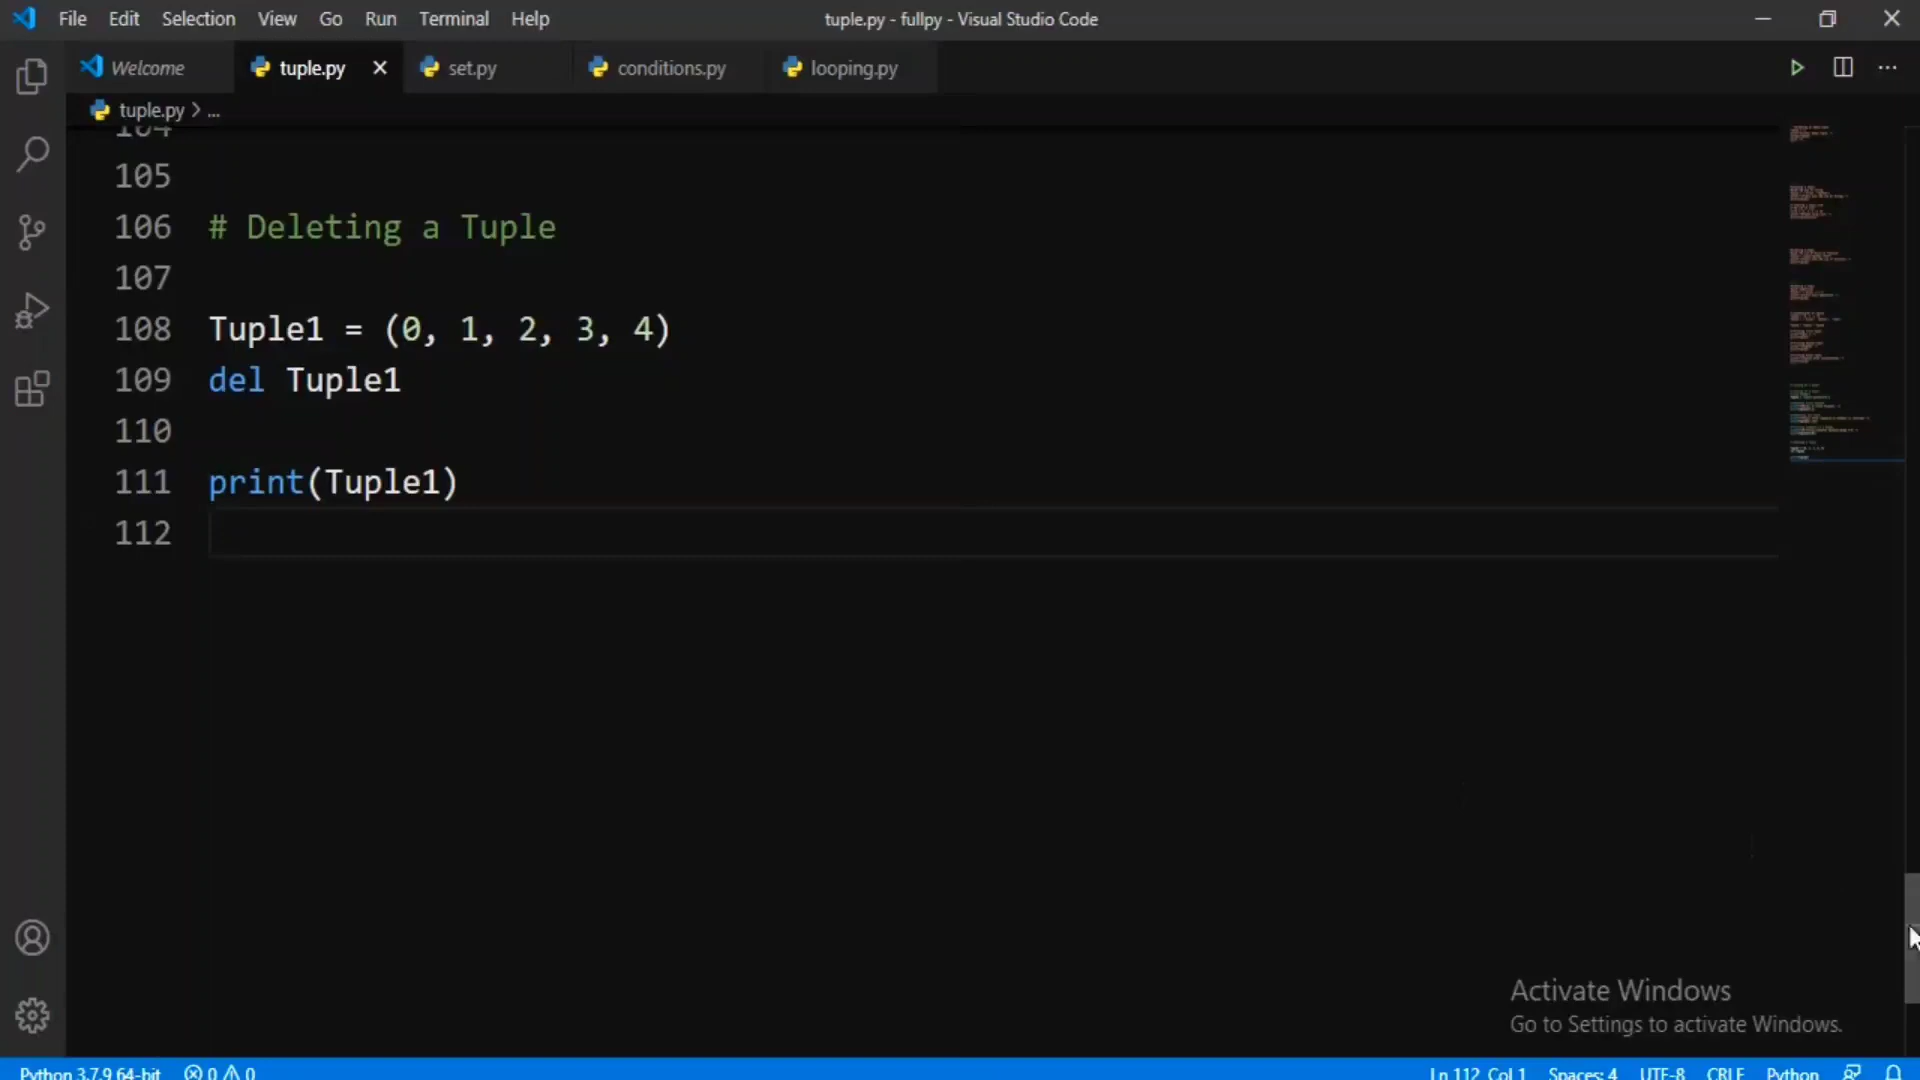 File Edit Selection View Go Run Terminal Help tuple.py - fullpy - Visual Studio Code
Welcome tuple.py set.py conditions.py looping.py
tuple.py > ...
104
105
106 # Deleting a Tuple
107
108 Tuple1 = (0, 1, 2, 3, 4)
109 del Tuple1
110
111 print(Tuple1)
112
Activate Windows
Go to Settings to activate Windows.
Python 3.7.9 64-bit 0 0 Ln 112, Col 1 Spaces: 4 UTF-8 CRLF Python